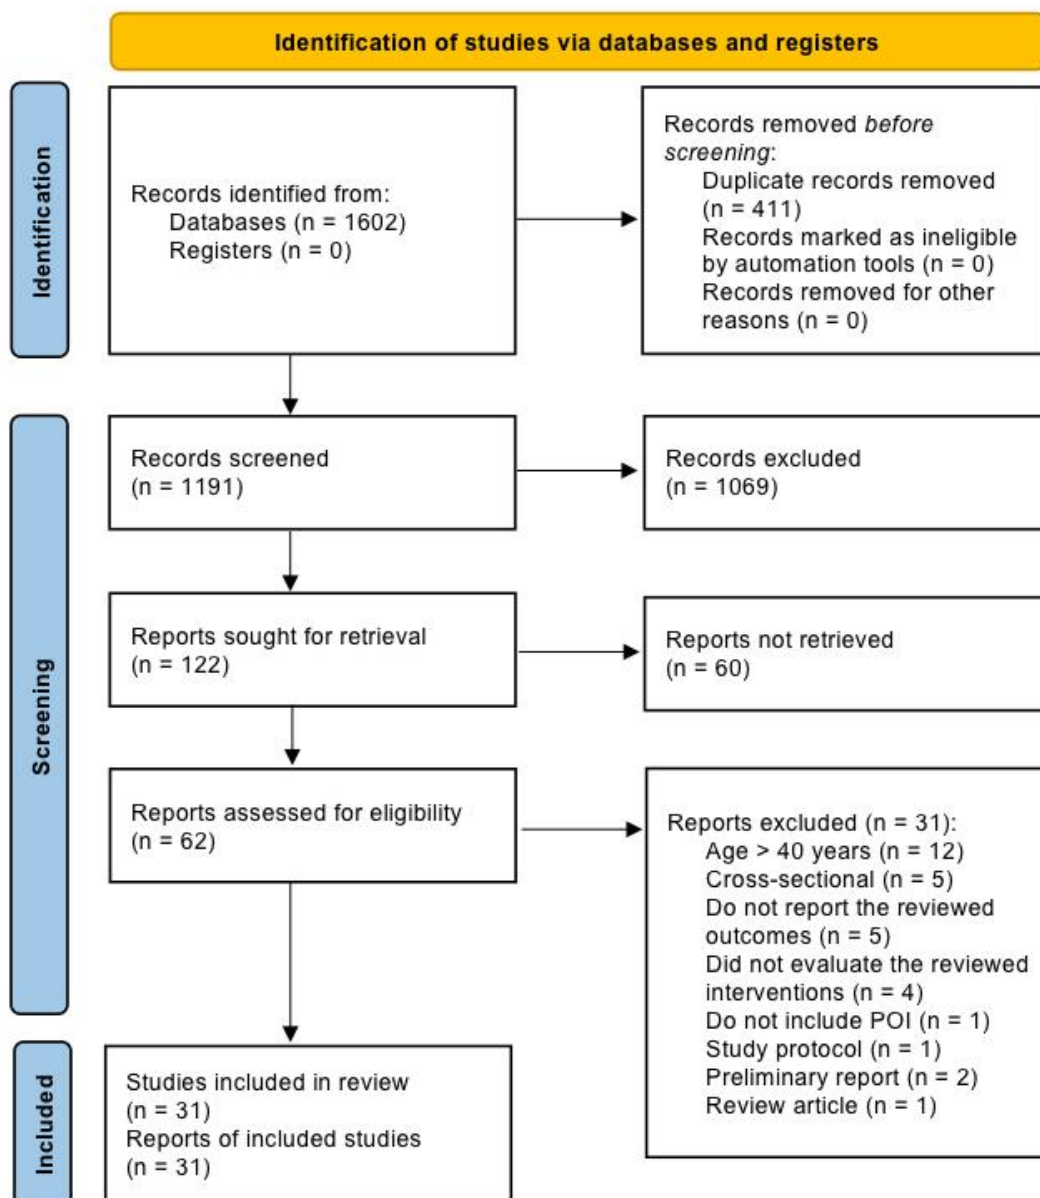 Identification of studies via databases and registers
Identification
Records identified from:
Databases (n = 1602)
Registers (n = 0)
Records removed before
screening:
Duplicate records removed
(n = 411)
Records marked as ineligible
by automation tools (n = 0)
Records removed for other
reasons (n = 0)
Screening
Records screened
(n = 1191)
Records excluded
(n = 1069)
Reports sought for retrieval
(n = 122)
Reports not retrieved
(n = 60)
Reports assessed for eligibility
(n = 62)
Reports excluded (n = 31):
Age > 40 years (n = 12)
Cross-sectional (n = 5)
Do not report the reviewed
outcomes (n = 5)
Did not evaluate the reviewed
interventions (n = 4)
Do not include POI (n = 1)
Study protocol (n = 1)
Preliminary report (n = 2)
Review article (n = 1)
Included
Studies included in review
(n = 31)
Reports of included studies
(n = 31)